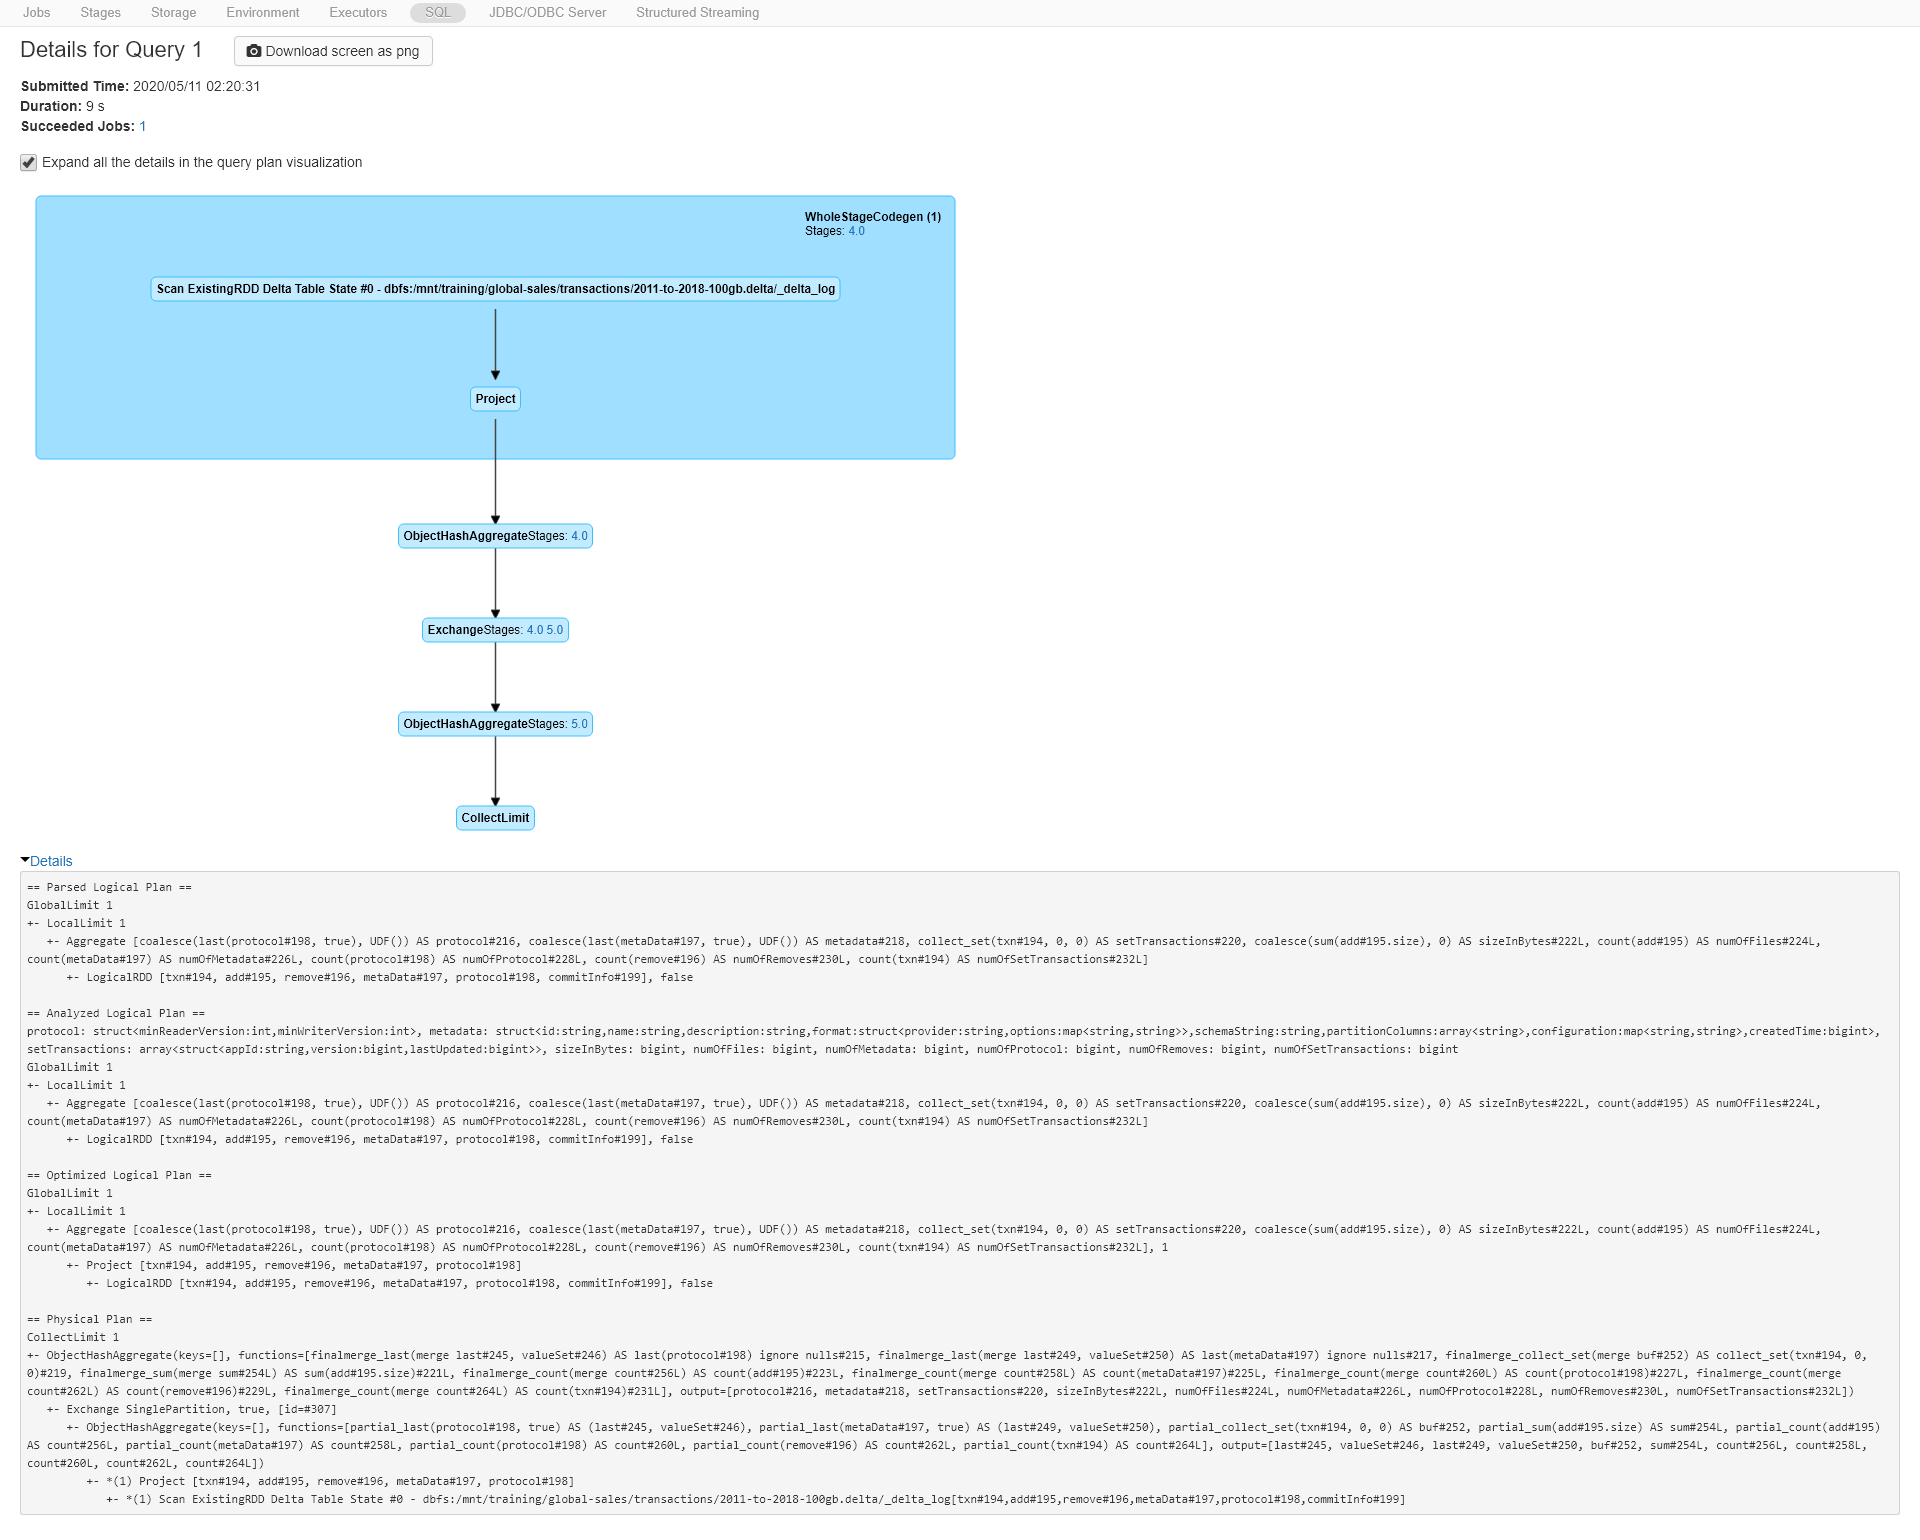 Jobs Stages Storage Environment Executors SQL JDBC/ODBC Server Structured Streaming
Details for Query 1 Download screen as png
Submitted Time: 2020/05/11 02:20:31
Duration: 9 s
Succeeded Jobs: 1
Expand all the details in the query plan visualization
WholeStageCodegen (1)
Stages: 4.0
Scan ExistingRDD Delta Table State #0 - dbfs:/mnt/training/global-sales/transactions/2011-to-2018-100gb.delta/_delta_log
Project
ObjectHashAggregateStages: 4.0
ExchangeStages: 4.0 5.0
ObjectHashAggregateStages: 5.0
CollectLimit
Details
== Parsed Logical Plan ==
GlobalLimit 1
+- LocalLimit 1
   +- Aggregate [coalesce(last(protocol#198, true), UDF()) AS protocol#216, coalesce(last(metaData#197, true), UDF()) AS metadata#218, collect_set(txn#194, 0, 0) AS setTransactions#220, coalesce(sum(add#195.size), 0) AS sizeInBytes#222L, count(add#195) AS numOfFiles#224L,
count(metaData#197) AS numOfMetadata#226L, count(protocol#198) AS numOfProtocol#228L, count(remove#196) AS numOfRemoves#230L, count(txn#194) AS numOfSetTransactions#232L]
      +- LogicalRDD [txn#194, add#195, remove#196, metaData#197, protocol#198, commitInfo#199], false

== Analyzed Logical Plan ==
protocol: struct<minReaderVersion:int,minWriterVersion:int>, metadata: struct<id:string,name:string,description:string,format:struct<provider:string,options:map<string,string>>,schemaString:string,partitionColumns:array<string>,configuration:map<string,string>,createdTime:bigint>,
setTransactions: array<struct<appId:string,version:bigint,lastUpdated:bigint>>, sizeInBytes: bigint, numOfFiles: bigint, numOfMetadata: bigint, numOfProtocol: bigint, numOfRemoves: bigint, numOfSetTransactions: bigint
GlobalLimit 1
+- LocalLimit 1
   +- Aggregate [coalesce(last(protocol#198, true), UDF()) AS protocol#216, coalesce(last(metaData#197, true), UDF()) AS metadata#218, collect_set(txn#194, 0, 0) AS setTransactions#220, coalesce(sum(add#195.size), 0) AS sizeInBytes#222L, count(add#195) AS numOfFiles#224L,
count(metaData#197) AS numOfMetadata#226L, count(protocol#198) AS numOfProtocol#228L, count(remove#196) AS numOfRemoves#230L, count(txn#194) AS numOfSetTransactions#232L]
      +- LogicalRDD [txn#194, add#195, remove#196, metaData#197, protocol#198, commitInfo#199], false

== Optimized Logical Plan ==
GlobalLimit 1
+- LocalLimit 1
   +- Aggregate [coalesce(last(protocol#198, true), UDF()) AS protocol#216, coalesce(last(metaData#197, true), UDF()) AS metadata#218, collect_set(txn#194, 0, 0) AS setTransactions#220, coalesce(sum(add#195.size), 0) AS sizeInBytes#222L, count(add#195) AS numOfFiles#224L,
count(metaData#197) AS numOfMetadata#226L, count(protocol#198) AS numOfProtocol#228L, count(remove#196) AS numOfRemoves#230L, count(txn#194) AS numOfSetTransactions#232L], 1
      +- Project [txn#194, add#195, remove#196, metaData#197, protocol#198]
         +- LogicalRDD [txn#194, add#195, remove#196, metaData#197, protocol#198, commitInfo#199], false

== Physical Plan ==
CollectLimit 1
+- ObjectHashAggregate(keys=[], functions=[finalmerge_last(merge last#245, valueSet#246) AS last(protocol#198) ignore nulls#215, finalmerge_last(merge last#249, valueSet#250) AS last(metaData#197) ignore nulls#217, finalmerge_collect_set(merge buf#252) AS collect_set(txn#194, 0,
0)#219, finalmerge_sum(merge sum#254L) AS sum(add#195.size)#221L, finalmerge_count(merge count#256L) AS count(add#195)#223L, finalmerge_count(merge count#258L) AS count(metaData#197)#225L, finalmerge_count(merge count#260L) AS count(protocol#198)#227L, finalmerge_count(merge
count#262L) AS count(remove#196)#229L, finalmerge_count(merge count#264L) AS count(txn#194)#231L], output=[protocol#216, metadata#218, setTransactions#220, sizeInBytes#222L, numOfFiles#224L, numOfMetadata#226L, numOfProtocol#228L, numOfRemoves#230L, numOfSetTransactions#232L])
   +- Exchange SinglePartition, true, [id=#307]
      +- ObjectHashAggregate(keys=[], functions=[partial_last(protocol#198, true) AS (last#245, valueSet#246), partial_last(metaData#197, true) AS (last#249, valueSet#250), partial_collect_set(txn#194, 0, 0) AS buf#252, partial_sum(add#195.size) AS sum#254L, partial_count(add#195)
AS count#256L, partial_count(metaData#197) AS count#258L, partial_count(protocol#198) AS count#260L, partial_count(remove#196) AS count#262L, partial_count(txn#194) AS count#264L], output=[last#245, valueSet#246, last#249, valueSet#250, buf#252, sum#254L, count#256L, count#258L,
count#260L, count#262L, count#264L])
         +- *(1) Project [txn#194, add#195, remove#196, metaData#197, protocol#198]
            +- *(1) Scan ExistingRDD Delta Table State #0 - dbfs:/mnt/training/global-sales/transactions/2011-to-2018-100gb.delta/_delta_log[txn#194,add#195,remove#196,metaData#197,protocol#198,commitInfo#199]